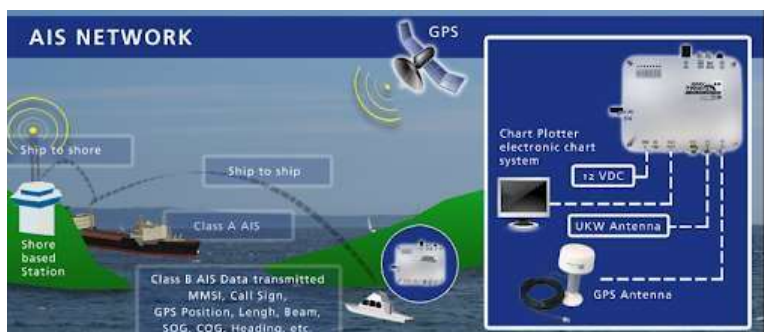 AIS NETWORK
GPS
Ship to shore
Ship to ship
Class A AIS
Shore
based
Station
Class B AIS Data transmitted
MMSI, Call Sign,
GPS Position, Lengh, Beam,
SOG, COG, Heading, etc.
Chart Plotter
electronic chart
system
12 VDC
UKW Antenna
GPS Antenna